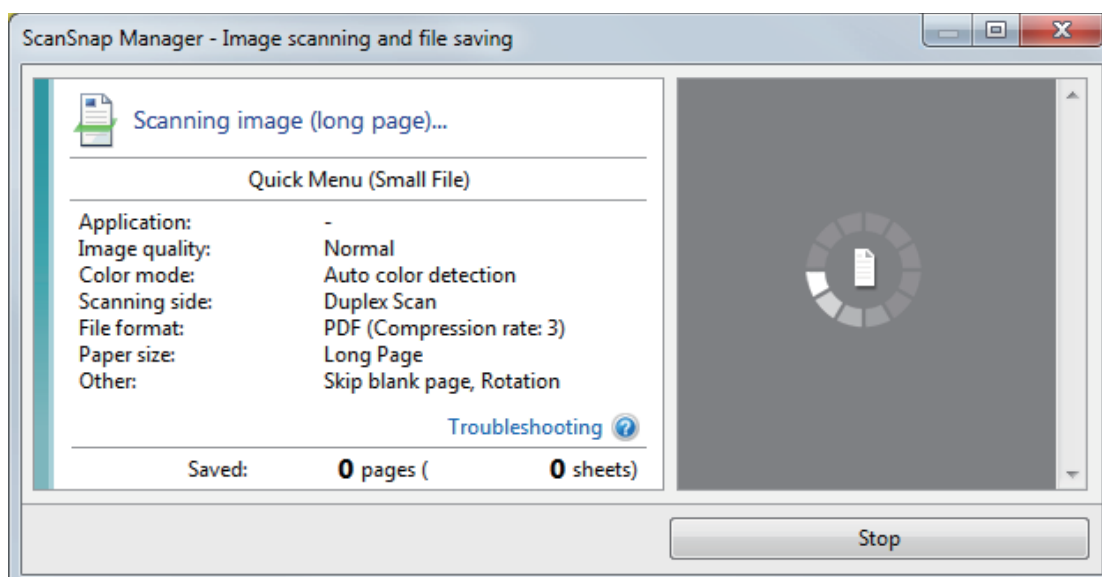 ScanSnap Manager - Image scanning and file saving
Scanning image (long page)...
Quick Menu (Small File)
Application: -
Image quality: Normal
Color mode: Auto color detection
Scanning side: Duplex Scan
File format: PDF (Compression rate: 3)
Paper size: Long Page
Other: Skip blank page, Rotation
Troubleshooting ?
Saved: 0 pages ( 0 sheets)
Stop